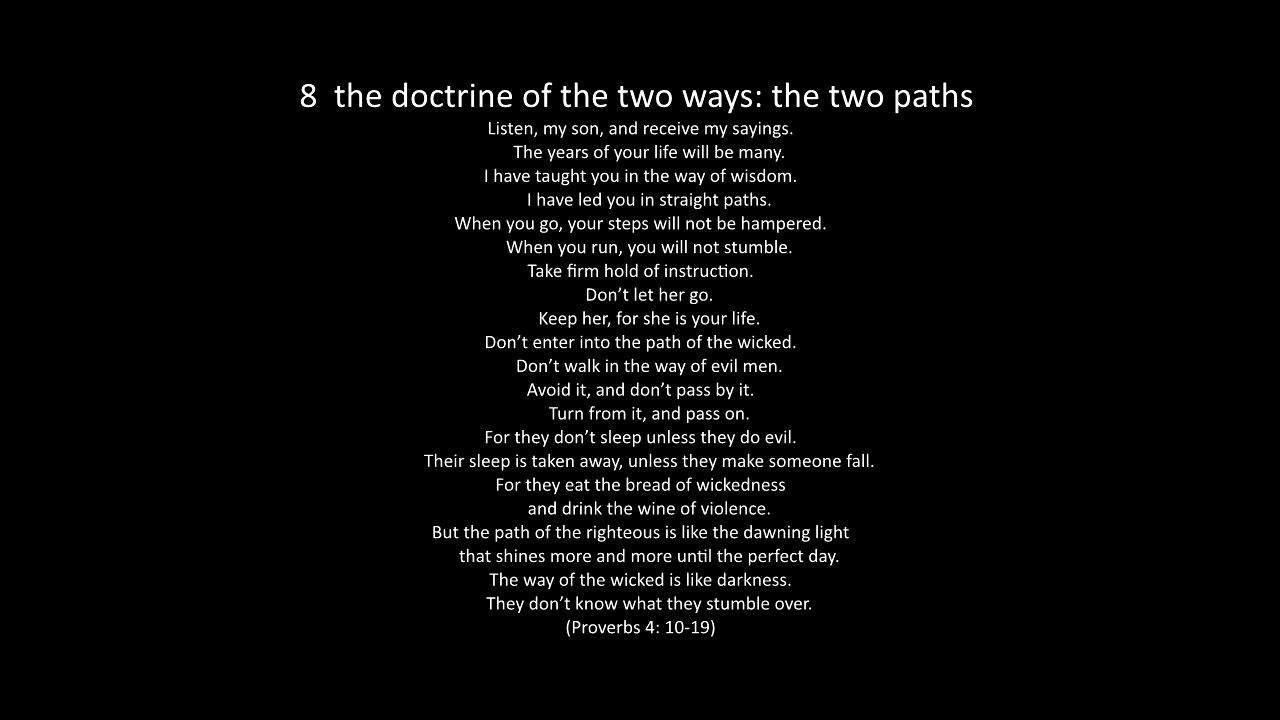 8  the doctrine of the two ways: the two paths
Listen, my son, and receive my sayings.
The years of your life will be many.
I have taught you in the way of wisdom.
I have led you in straight paths.
When you go, your steps will not be hampered.
When you run, you will not stumble.
Take firm hold of instruction.
Don’t let her go.
Keep her, for she is your life.
Don’t enter into the path of the wicked.
Don’t walk in the way of evil men.
Avoid it, and don’t pass by it.
Turn from it, and pass on.
For they don’t sleep unless they do evil.
Their sleep is taken away, unless they make someone fall.
For they eat the bread of wickedness
and drink the wine of violence.
But the path of the righteous is like the dawning light
that shines more and more until the perfect day.
The way of the wicked is like darkness.
They don’t know what they stumble over.
(Proverbs 4: 10-19)